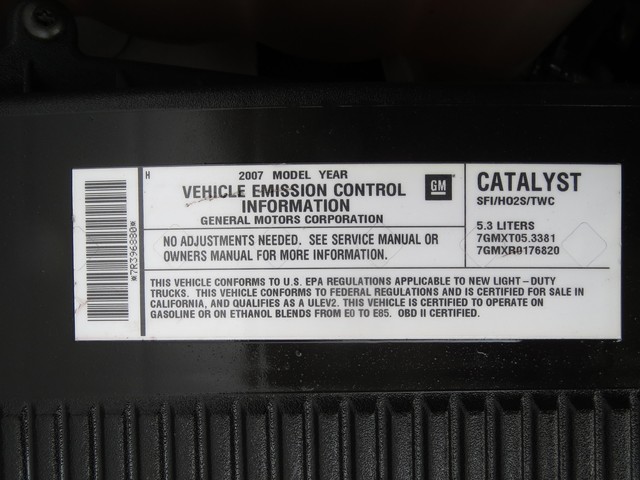 *7R396880*
H
2007 MODEL YEAR
VEHICLE EMISSION CONTROL
INFORMATION
GENERAL MOTORS CORPORATION
GM
NO ADJUSTMENTS NEEDED. SEE SERVICE MANUAL OR
OWNERS MANUAL FOR MORE INFORMATION.
CATALYST
SFI/HO2S/TWC
5.3 LITERS
7GMXT05.3381
7GMXR0176820
THIS VEHICLE CONFORMS TO U.S. EPA REGULATIONS APPLICABLE TO NEW LIGHT-DUTY
TRUCKS. THIS VEHICLE CONFORMS TO FEDERAL REGULATIONS AND IS CERTIFIED FOR SALE IN
CALIFORNIA, AND QUALIFIES AS A ULEV2. THIS VEHICLE IS CERTIFIED TO OPERATE ON
GASOLINE OR ON ETHANOL BLENDS FROM E0 TO E85. OBD II CERTIFIED.